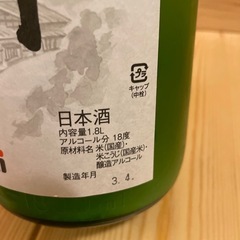 プラ
キャップ
(中栓)
日本酒
内容量1.8L
アルコール分 18度
原材料名 米(国産)・
米こうじ(国産米)・
醸造アルコール
製造年月 3.4.